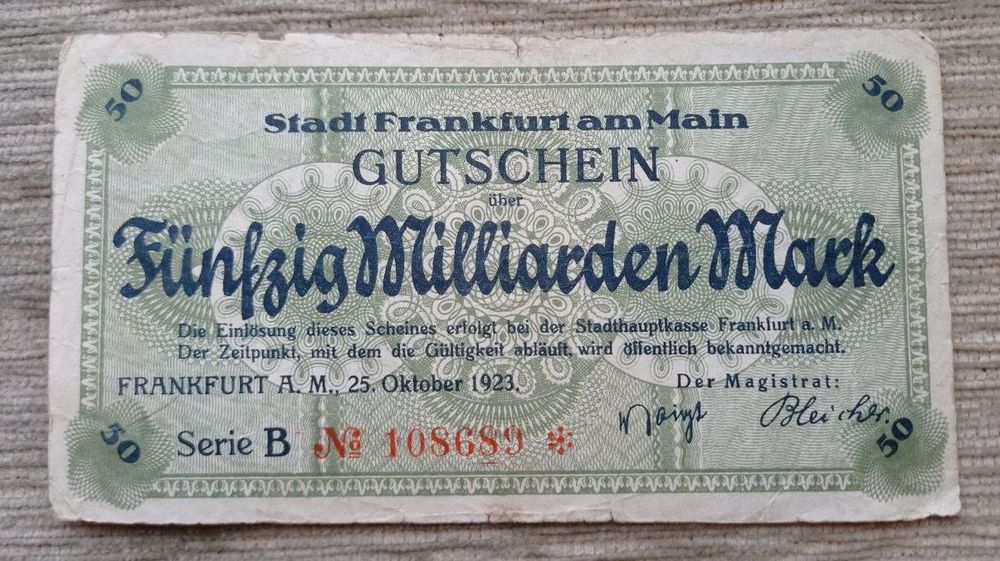 50 50
Stadt Frankfurt am Main
GUTSCHEIN
über
Fünfzig Milliarden Mark
Die Einlösung dieses Scheines erfolgt bei der Stadthauptkasse Frankfurt a. M.
Der Zeitpunkt, mit dem die Gültigkeit abläuft, wird öffentlich bekanntgemacht.
FRANKFURT A. M., 25. Oktober 1923. Der Magistrat:
Voigt Bleicher.
50 Serie B № 108689 * 50